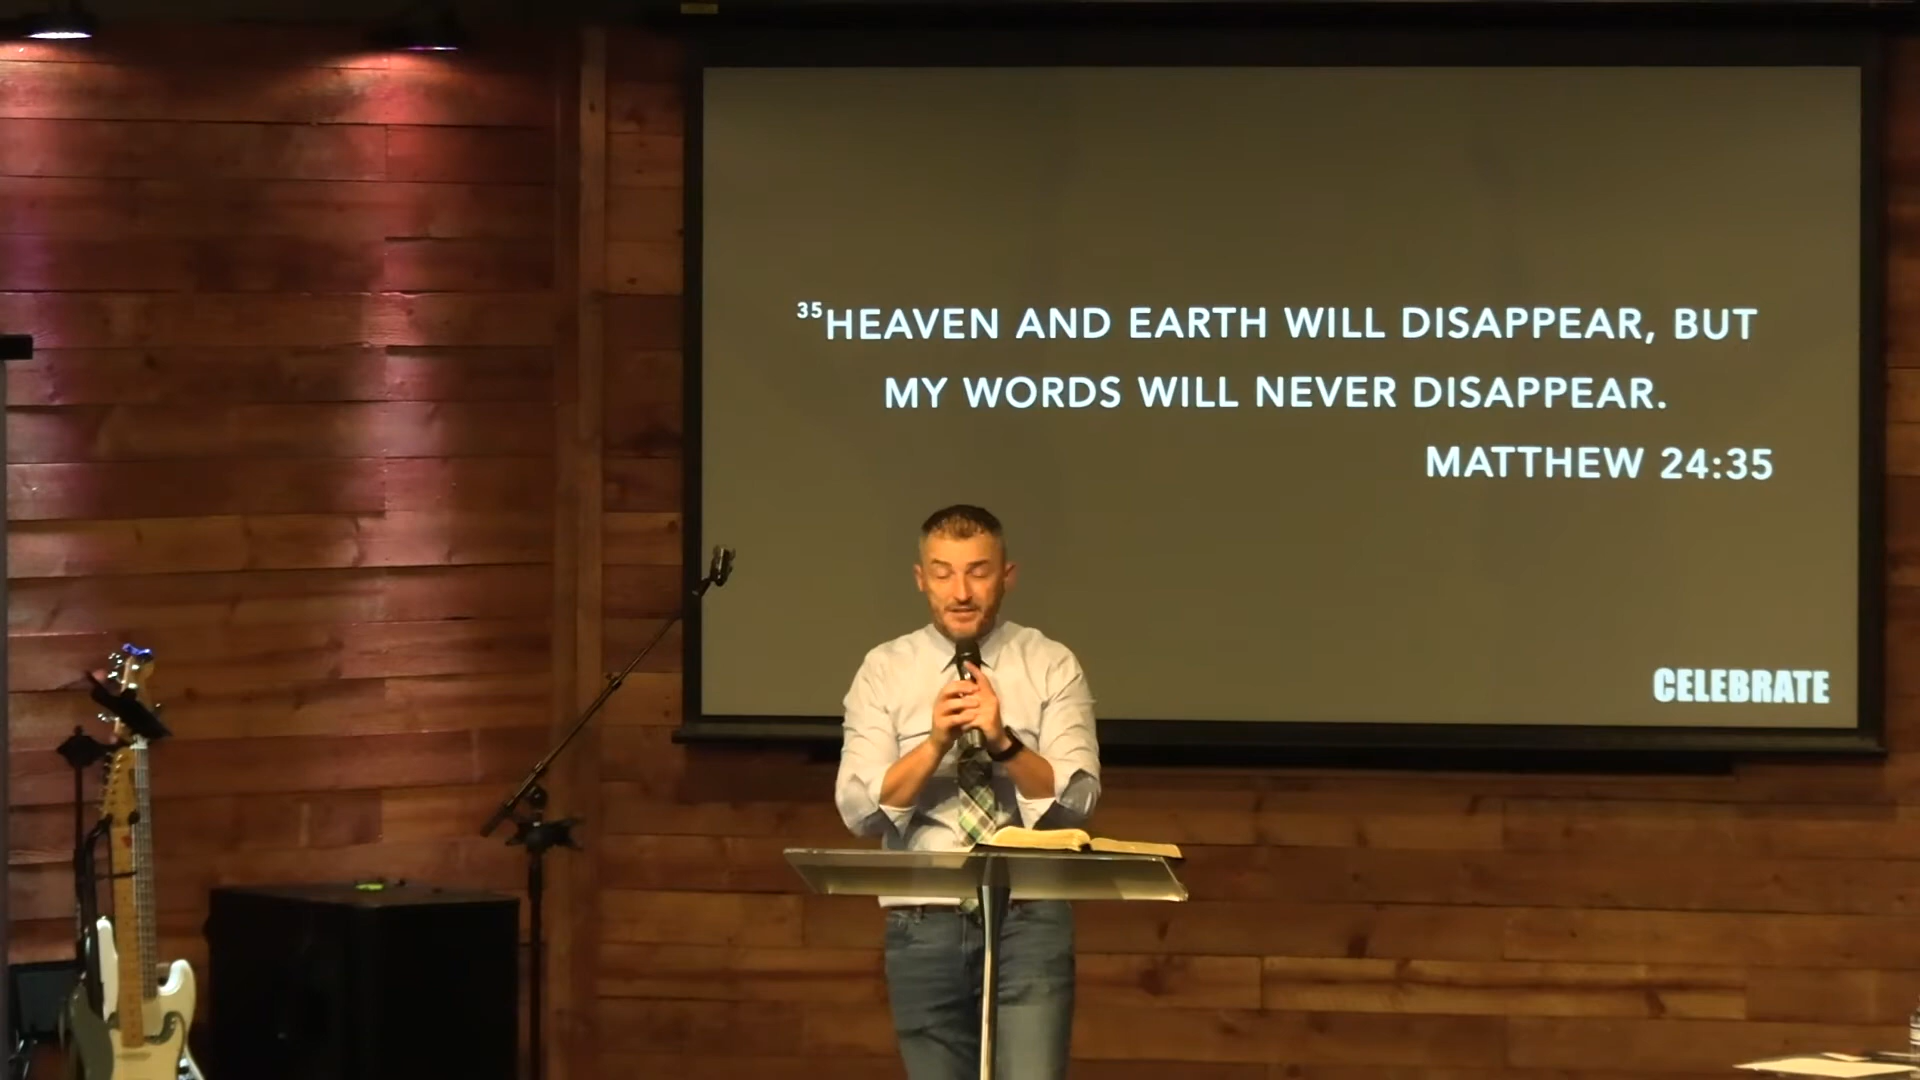 ³⁵HEAVEN AND EARTH WILL DISAPPEAR, BUT
MY WORDS WILL NEVER DISAPPEAR.
MATTHEW 24:35
CELEBRATE